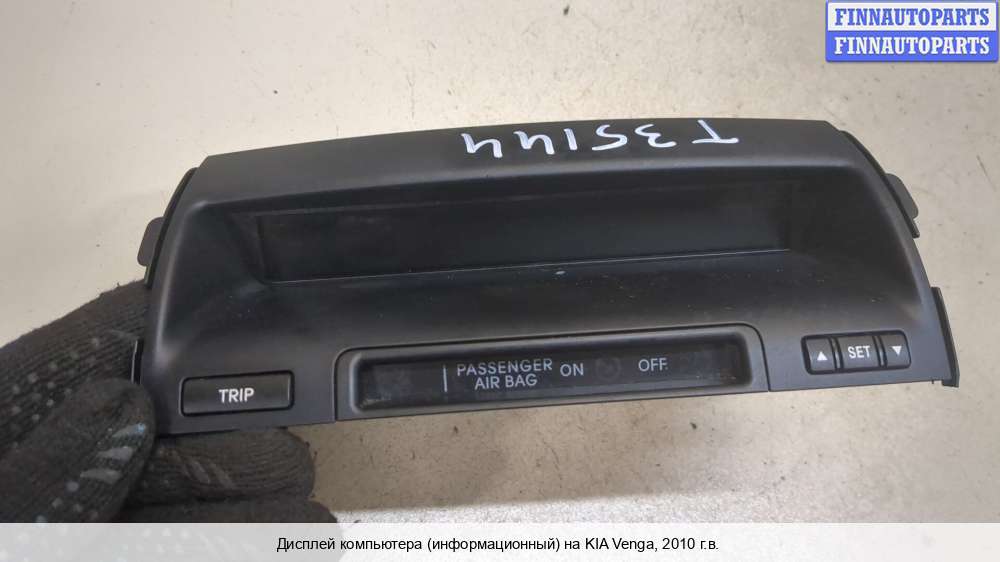 FINNAUTOPARTS
FINNAUTOPARTS
T35144
PASSENGER
AIR BAG ON OFF
TRIP
▲ SET ▼
Дисплей компьютера (информационный) на KIA Venga, 2010 г.в.